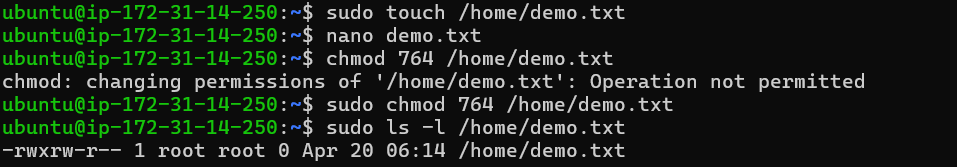 ubuntu@ip-172-31-14-250:~$ sudo touch /home/demo.txt
ubuntu@ip-172-31-14-250:~$ nano demo.txt
ubuntu@ip-172-31-14-250:~$ chmod 764 /home/demo.txt
chmod: changing permissions of '/home/demo.txt': Operation not permitted
ubuntu@ip-172-31-14-250:~$ sudo chmod 764 /home/demo.txt
ubuntu@ip-172-31-14-250:~$ sudo ls -l /home/demo.txt
-rwxrw-r-- 1 root root 0 Apr 20 06:14 /home/demo.txt